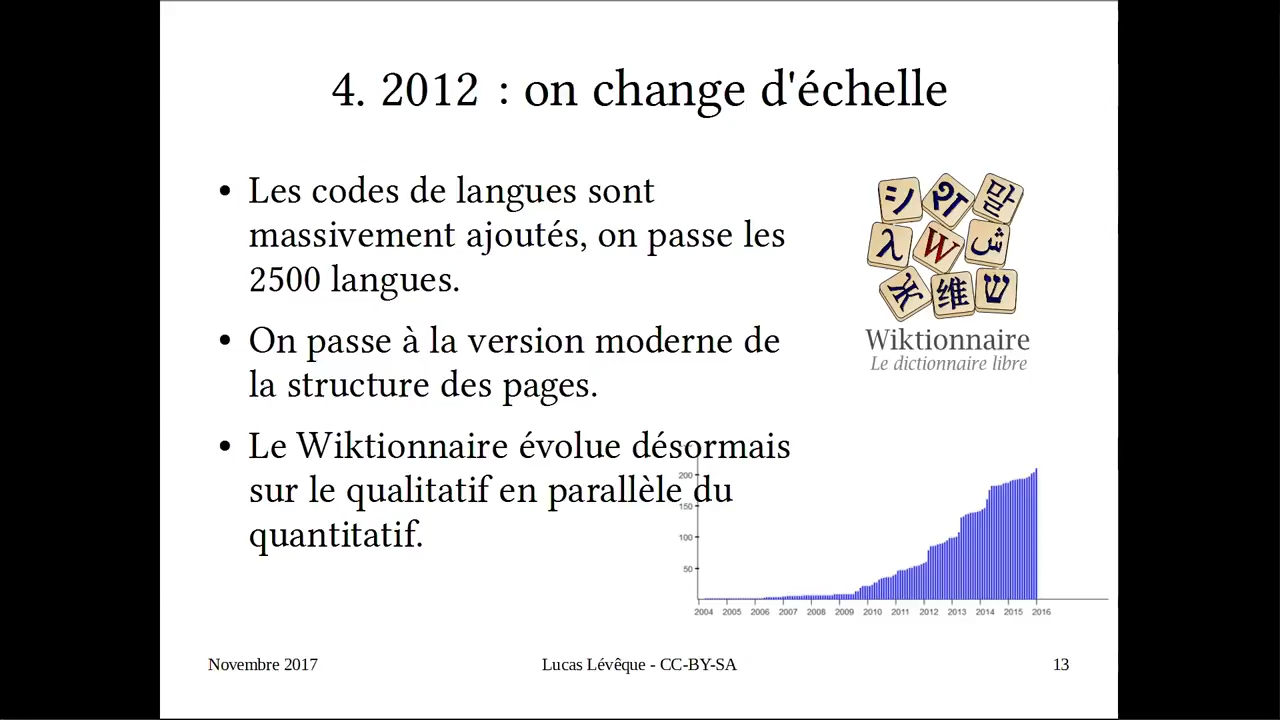 4. 2012 : on change d'échelle
• Les codes de langues sont
massivement ajoutés, on passe les
2500 langues.
• On passe à la version moderne de
la structure des pages.
• Le Wiktionnaire évolue désormais
sur le qualitatif en parallèle du
quantitatif.
シ
말
λ
W
ش
维
ש
Wiktionnaire
Le dictionnaire libre
200
150
100
50
2004 2005 2006 2007 2008 2009 2010 2011 2012 2013 2014 2015 2016
Novembre 2017
Lucas Lévêque - CC-BY-SA
13